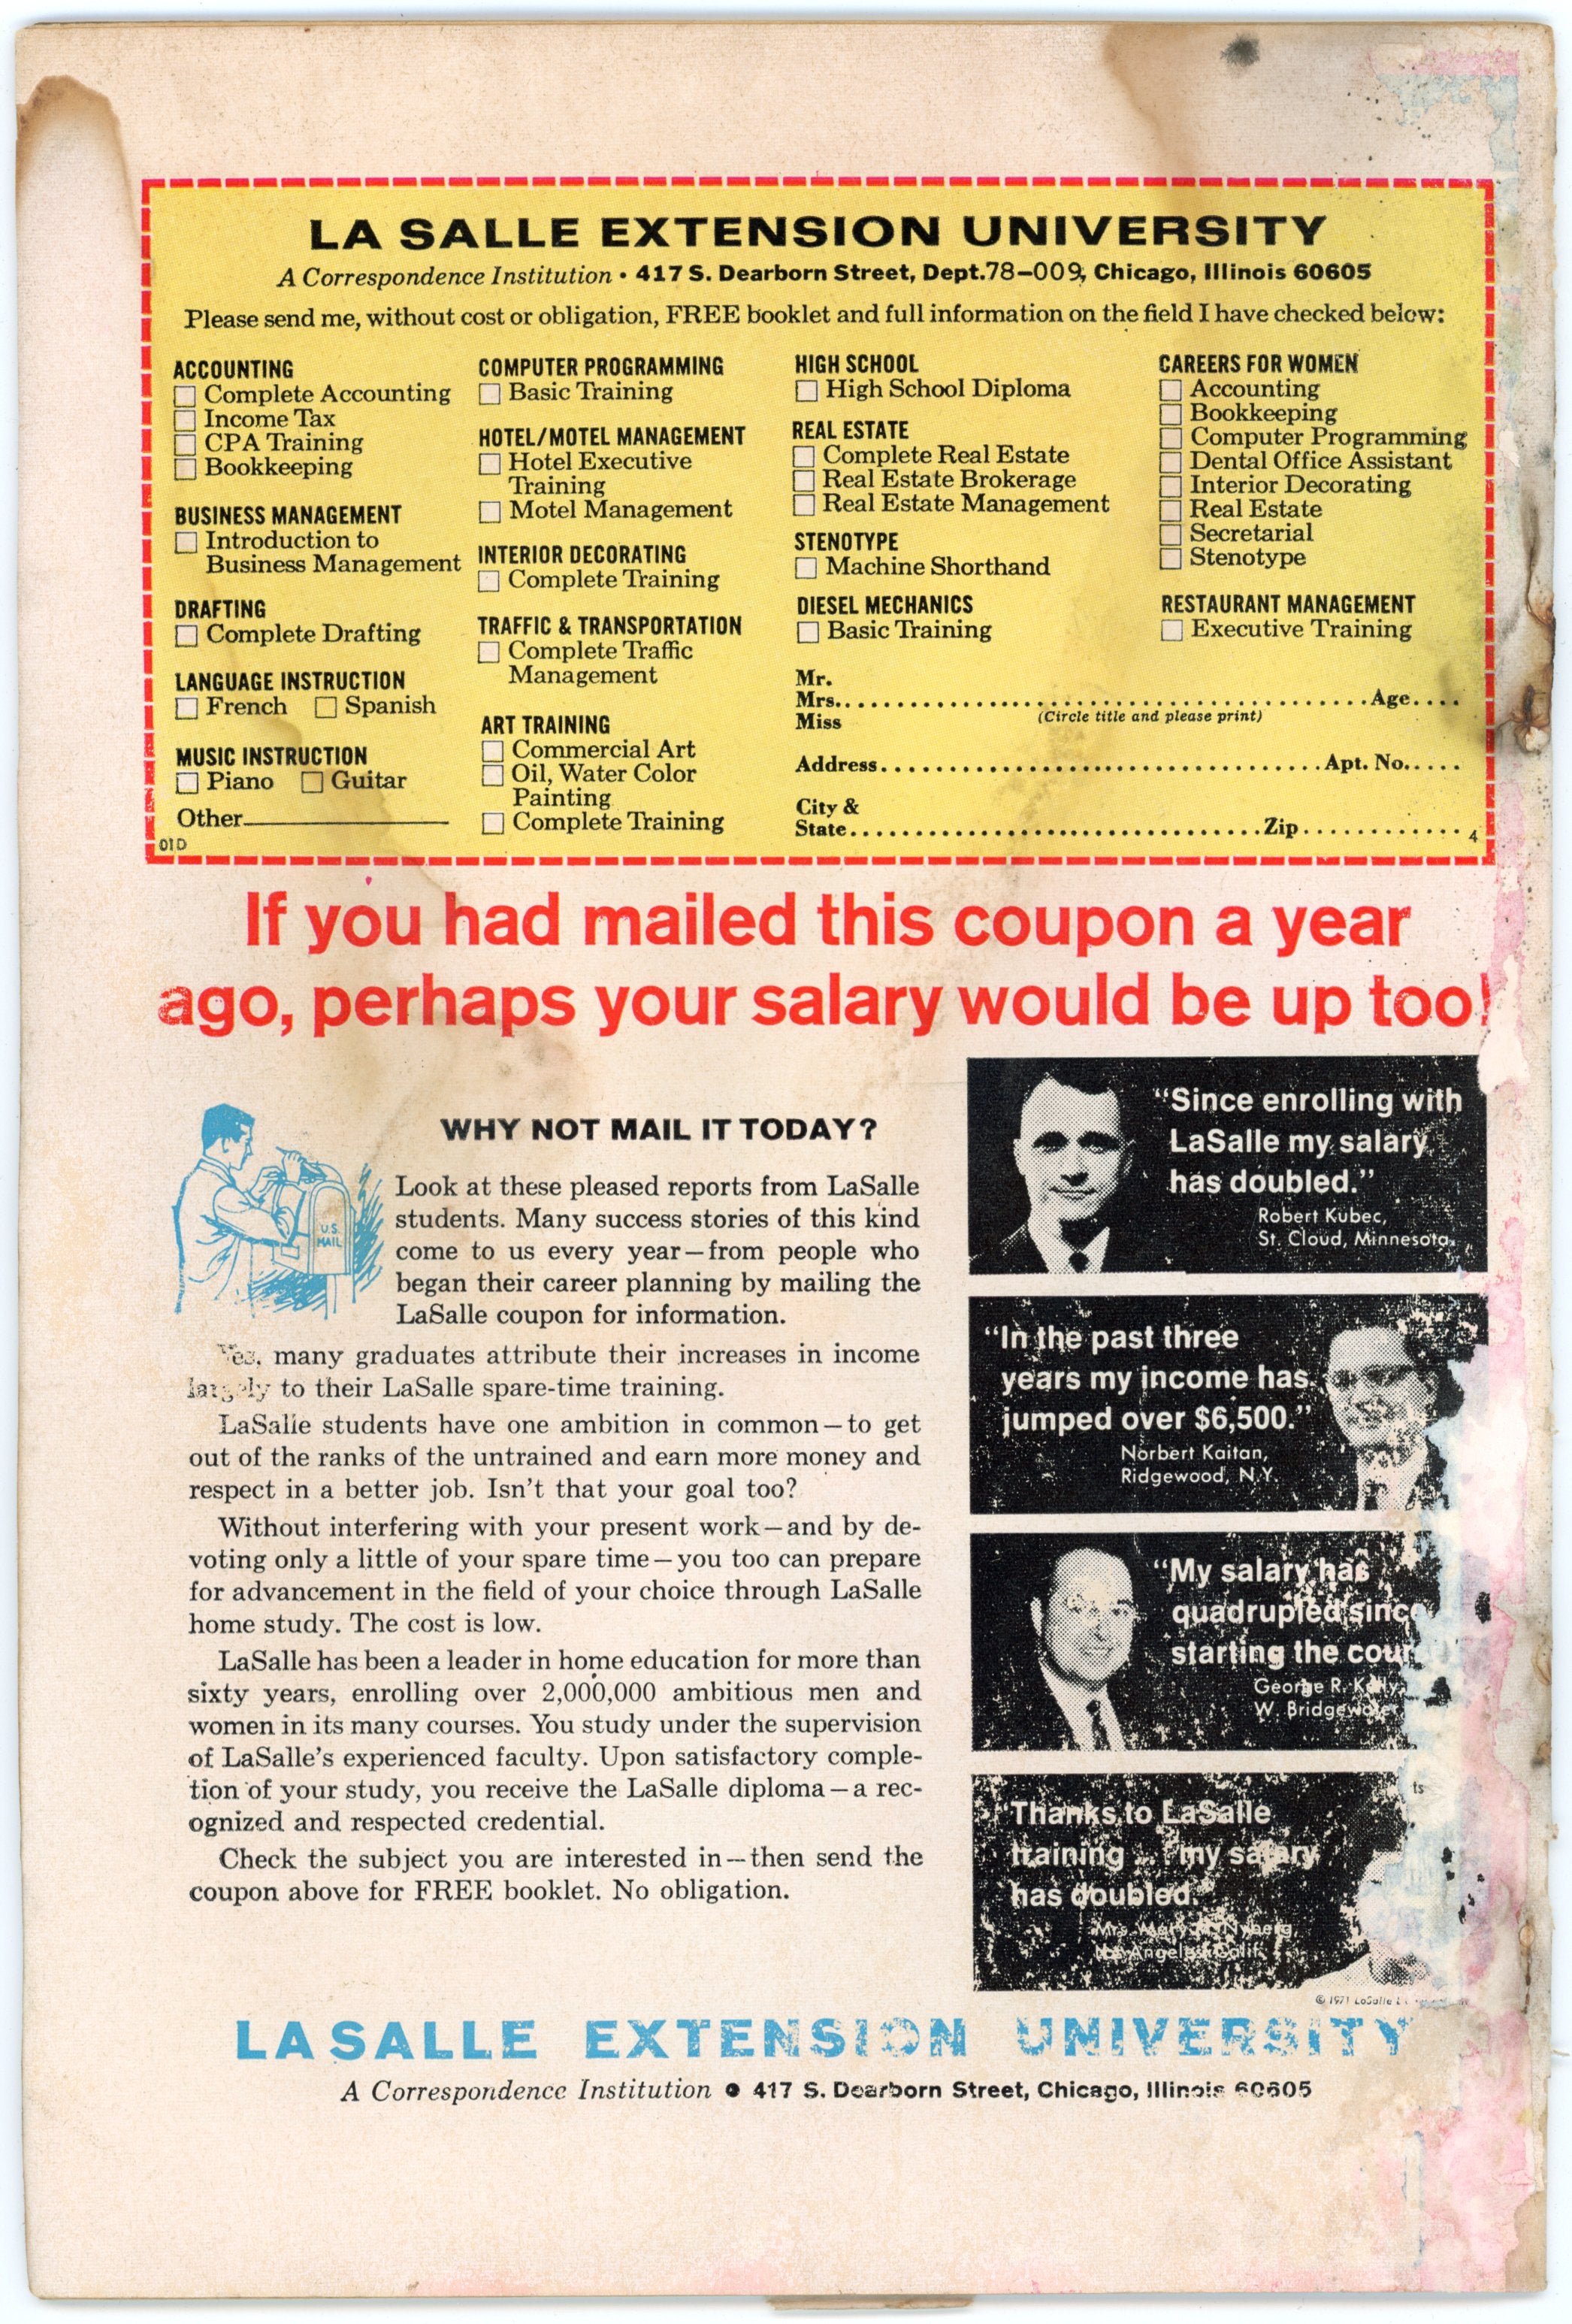 LA SALLE EXTENSION UNIVERSITY
A Correspondence Institution • 417 S. Dearborn Street, Dept. 78-009, Chicago, Illinois 60605
Please send me, without cost or obligation, FREE booklet and full information on the field I have checked below:
ACCOUNTING
Complete Accounting
Income Tax
CPA Training
Bookkeeping
BUSINESS MANAGEMENT
Introduction to
Business Management
DRAFTING
Complete Drafting
LANGUAGE INSTRUCTION
French Spanish
MUSIC INSTRUCTION
Piano Guitar
Other
01D
COMPUTER PROGRAMMING
Basic Training
HOTEL/MOTEL MANAGEMENT
Hotel Executive
Training
Motel Management
INTERIOR DECORATING
Complete Training
TRAFFIC & TRANSPORTATION
Complete Traffic
Management
ART TRAINING
Commercial Art
Oil, Water Color
Painting
Complete Training
HIGH SCHOOL
High School Diploma
REAL ESTATE
Complete Real Estate
Real Estate Brokerage
Real Estate Management
STENOTYPE
Machine Shorthand
DIESEL MECHANICS
Basic Training
CAREERS FOR WOMEN
Accounting
Bookkeeping
Computer Programming
Dental Office Assistant
Interior Decorating
Real Estate
Secretarial
Stenotype
RESTAURANT MANAGEMENT
Executive Training
Mr.
Mrs. Age
Miss (Circle title and please print)
Address Apt. No.
City &
State Zip 4
If you had mailed this coupon a year
ago, perhaps your salary would be up too!
WHY NOT MAIL IT TODAY?
U.S.
MAIL
Look at these pleased reports from LaSalle
students. Many success stories of this kind
come to us every year—from people who
began their career planning by mailing the
LaSalle coupon for information.
Yes, many graduates attribute their increases in income
largely to their LaSalle spare-time training.
LaSalle students have one ambition in common—to get
out of the ranks of the untrained and earn more money and
respect in a better job. Isn't that your goal too?
Without interfering with your present work—and by de-
voting only a little of your spare time—you too can prepare
for advancement in the field of your choice through LaSalle
home study. The cost is low.
LaSalle has been a leader in home education for more than
sixty years, enrolling over 2,000,000 ambitious men and
women in its many courses. You study under the supervision
of LaSalle's experienced faculty. Upon satisfactory comple-
tion of your study, you receive the LaSalle diploma—a rec-
ognized and respected credential.
Check the subject you are interested in—then send the
coupon above for FREE booklet. No obligation.
"Since enrolling with
LaSalle my salary
has doubled."
Robert Kubec,
St. Cloud, Minnesota
"In the past three
years my income has
jumped over $6,500."
Norbert Kaitan,
Ridgewood, N.Y.
"My salary has
quadrupled since
starting the
George R. Kelly,
W. Bridgewater
"Thanks to LaSalle
training ... my salary
has doubled."
Mrs. Mary Nyberg
Los Angeles, Calif.
© 1971 LaSalle
LASALLE EXTENSION UNIVERSITY
A Correspondence Institution • 417 S. Dearborn Street, Chicago, Illinois 60605